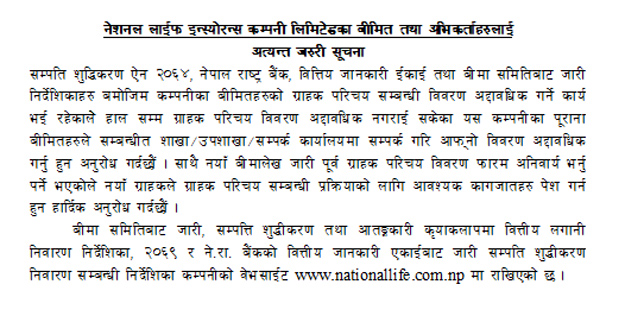 नेशनल लाईफ इन्स्योरन्स कम्पनी लिमिटेडका बीमित तथा अभिकर्ताहरुलाई
अत्यन्त जरुरी सूचना
सम्पति शुद्धिकरण ऐन २०६४, नेपाल राष्ट्र बैंक, वित्तिय जानकारी ईकाई तथा बीमा समितिबाट जारी
निर्देशिकाहरु बमोजिम कम्पनीका बीमितहरुको ग्राहक परिचय सम्बन्धी विवरण अद्यावधिक गर्ने कार्य
भई रहेकाले हाल सम्म ग्राहक परिचय विवरण अद्यावधिक नगराई सकेका यस कम्पनीका पूराना
बीमितहरुले सम्बन्धीत शाखा/उपशाखा/सम्पर्क कार्यालयमा सम्पर्क गरि आफ्नो विवरण अद्यावधिक
गर्नु हुन अनुरोध गर्दछौं । साथै नयाँ बीमालेख जारी पूर्व ग्राहक परिचय विवरण फारम अनिवार्य भर्नु
पर्ने भएकोले नयाँ ग्राहकले ग्राहक परिचय सम्बन्धी प्रक्रियाको लागि आवश्यक कागजातहरु पेश गर्न
हुन हार्दिक अनुरोध गर्दछौं ।
बीमा समितिबाट जारी, सम्पत्ति शुद्धीकरण तथा आतङ्ककारी क्रृयाकलापमा वित्तीय लगानी
निवारण निर्देशिका, २०६९ र ने.रा. बैंकको वित्तीय जानकारी एकाईबाट जारी सम्पति शुद्धीकरण
निवारण सम्बन्धी निर्देशिका कम्पनीको वेभसाईट www.nationallife.com.np मा राखिएको छ ।